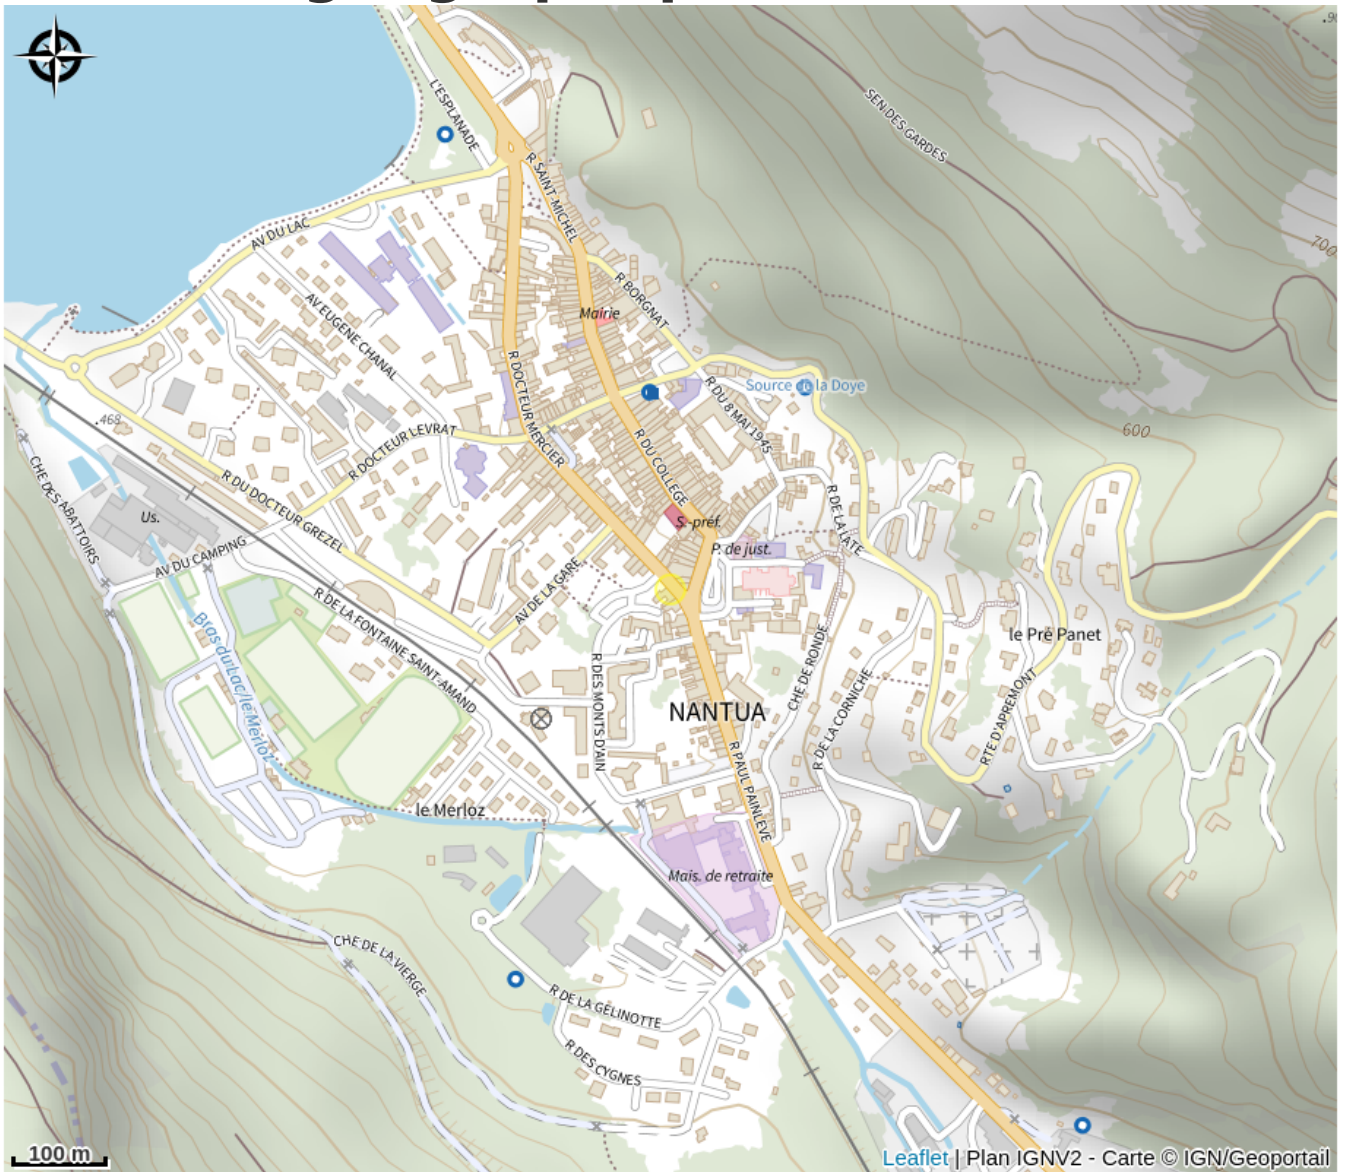 L'ESPLANADE
SEN DES GARDES
R SAINT-MICHEL
AV DU LAC
700
R BORGNAT
AV EUGENE CHANAL
Mairie
R DOCTEUR MERCIER
Source de la Doye
R DU 8 MAI 1945
.468
600
R DOCTEUR LEVRAT
R DU COLLEGE
CHE DES ABATTOIRS
R DU DOCTEUR GREZEL
Us.
S.-préf.
R DE LA LATE
P. de just.
AV DU CAMPING
AV DE LA GARE
R DE LA FONTAINE SAINT-AMAND
Bras du Lac/le Merloz
le Pré Panet
R DES MONTS D'AIN
CHE DE RONDE
R DE LA CORNICHE
RTE D'APREMONT
NANTUA
R PAUL PAINLEVE
le Merloz
Mais. de retraite
CHE DE LA VIERGE
R DE LA GELINOTTE
R DES CYGNES
100 m
Leaflet | Plan IGNV2 - Carte © IGN/Geoportail